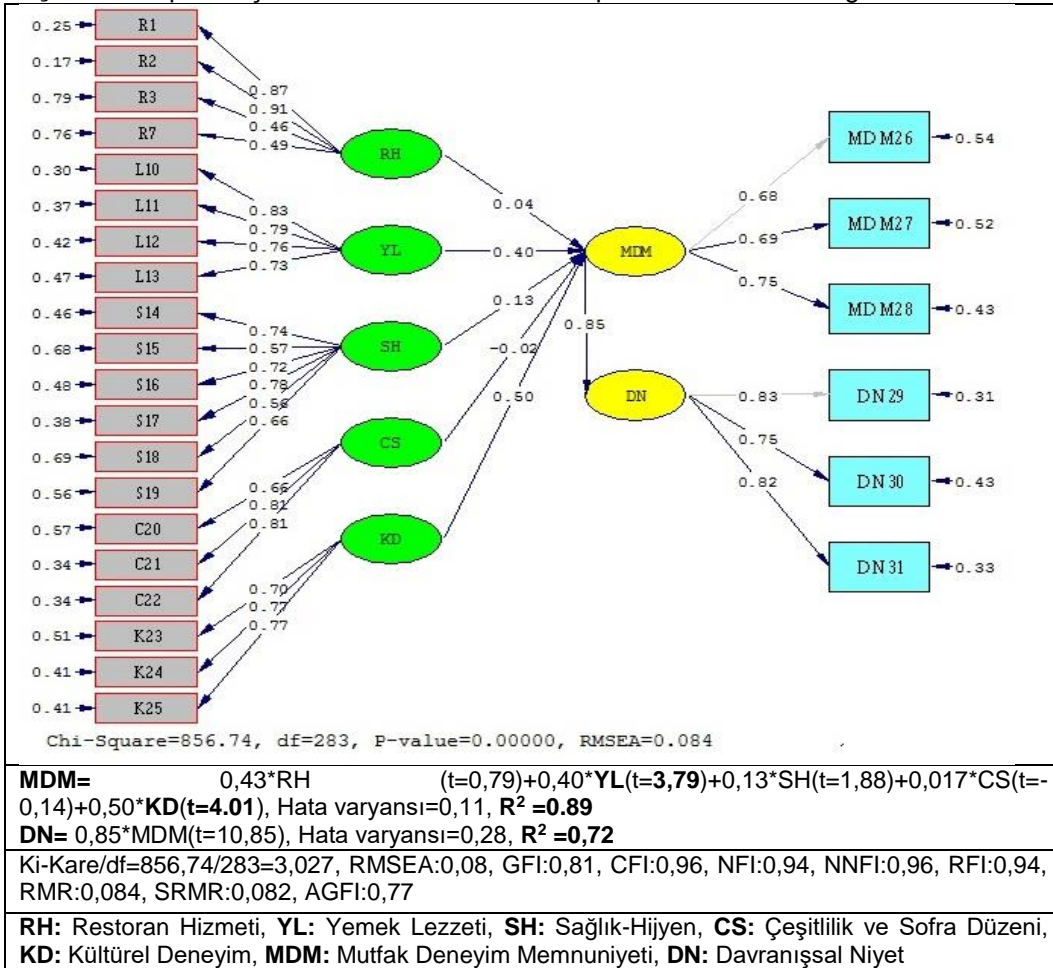 0.25
R1
0.17
R2
0.79
R3
0.76
R7
0.30
L10
0.37
L11
0.42
L12
0.47
L13
0.46
S14
0.68
S15
0.48
S16
0.38
S17
0.69
S18
0.56
S19
0.57
C20
0.34
C21
0.34
C22
0.51
K23
0.41
K24
0.41
K25
0.87
0.91
0.46
0.49
0.83
0.79
0.76
0.73
0.74
0.57
0.72
0.78
0.56
0.66
0.66
0.81
0.81
0.70
0.77
0.77
RH
YL
SH
CS
KD
0.04
0.40
0.13
-0.02
0.50
MDM
0.85
DN
0.68
0.69
0.75
0.83
0.75
0.82
MDM26
0.54
MDM27
0.52
MDM28
0.43
DN29
0.31
DN30
0.43
DN31
0.33
Chi-Square=856.74, df=283, P-value=0.00000, RMSEA=0.084
MDM= 0,43*RH (t=0,79)+0,40*YL(t=3,79)+0,13*SH(t=1,88)+0,017*CS(t=-
0,14)+0,50*KD(t=4.01), Hata varyansı=0,11, R² =0.89
DN= 0,85*MDM(t=10,85), Hata varyansı=0,28, R² =0,72
Ki-Kare/df=856,74/283=3,027, RMSEA:0,08, GFI:0,81, CFI:0,96, NFI:0,94, NNFI:0,96, RFI:0,94,
RMR:0,084, SRMR:0,082, AGFI:0,77
RH: Restoran Hizmeti, YL: Yemek Lezzeti, SH: Sağlık-Hijyen, CS: Çeşitlilik ve Sofra Düzeni,
KD: Kültürel Deneyim, MDM: Mutfak Deneyim Memnuniyeti, DN: Davranışsal Niyet